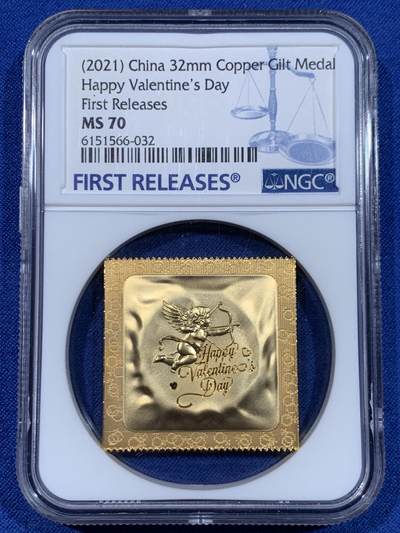 (2021) China 32mm Copper Gilt Medal
Happy Valentine's Day
First Releases
MS 70
6151566-032
FIRST RELEASES®
NGC®
Happy
Valentine's
Day